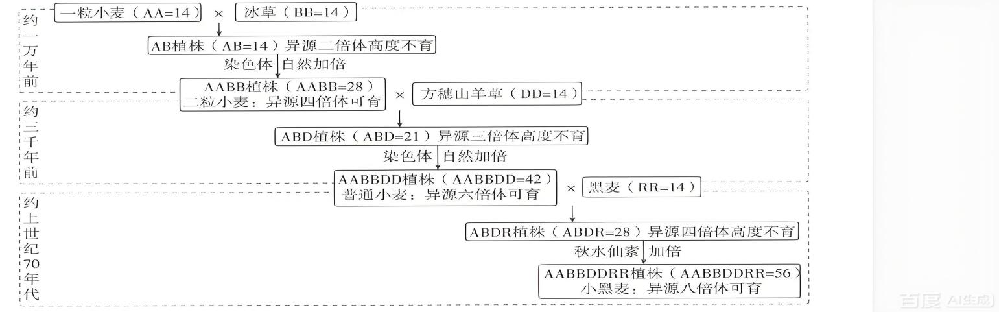 约一万年前
一粒小麦（AA=14） × 冰草（BB=14）
AB植株（AB=14）异源二倍体高度不育
染色体 自然加倍
AABB植株（AABB=28）
二粒小麦：异源四倍体可育
× 方穗山羊草（DD=14）
约三千年前
ABD植株（ABD=21）异源三倍体高度不育
染色体 自然加倍
AABBDD植株（AABBDD=42）
普通小麦：异源六倍体可育
× 黑麦（RR=14）
约上世纪70年代
ABDR植株（ABDR=28）异源四倍体高度不育
秋水仙素 加倍
AABBDDRR植株（AABBDDRR=56）
小黑麦：异源八倍体可育
百度 AI生成